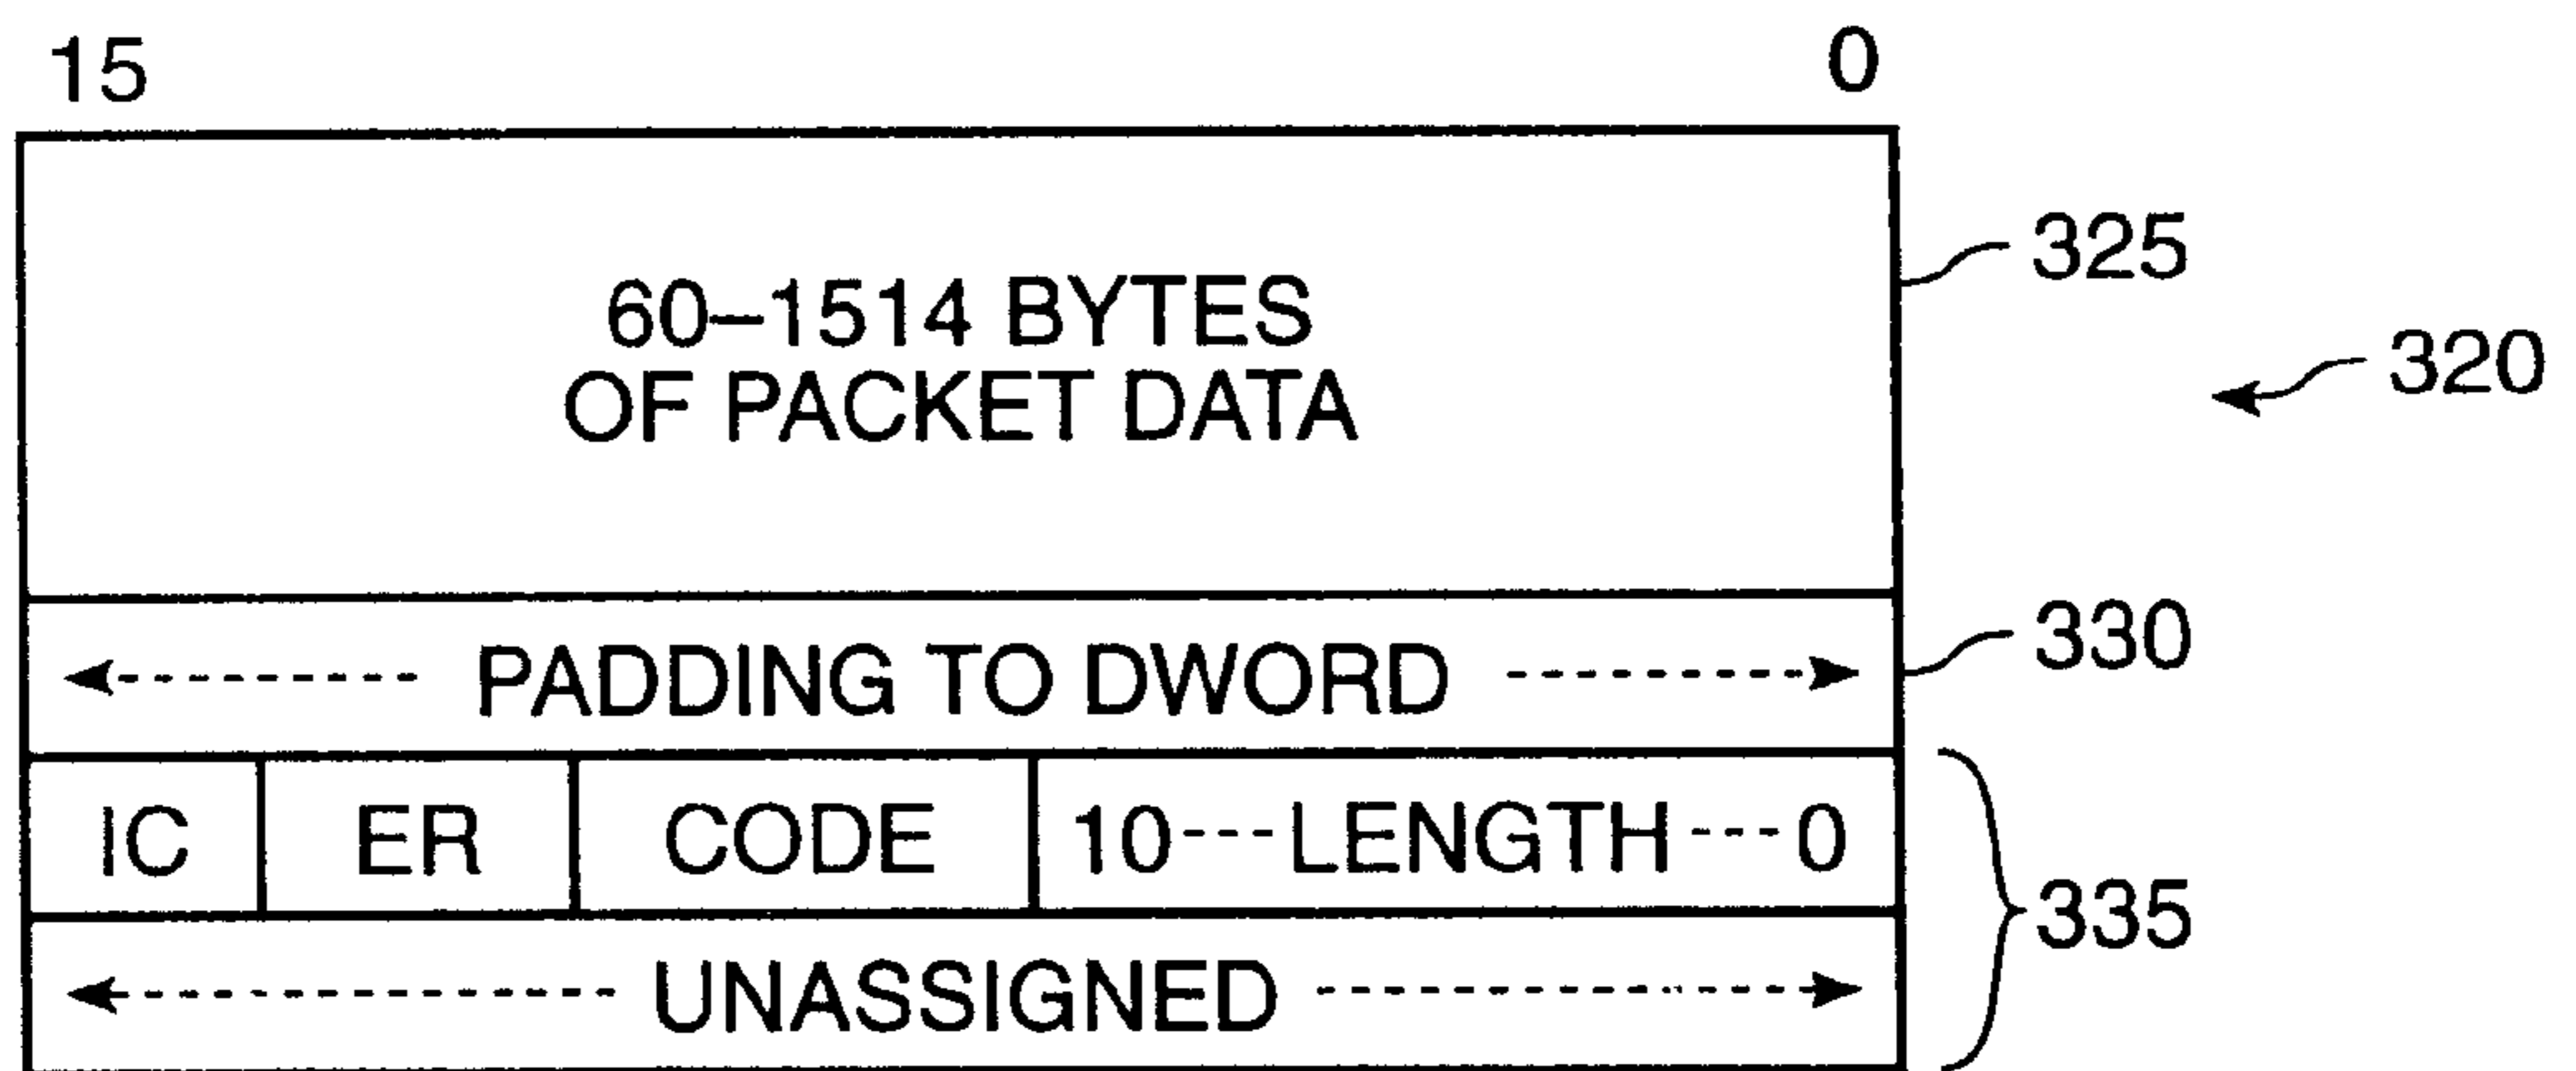 15 0
60–1514 BYTES
OF PACKET DATA
325
320
PADDING TO DWORD
330
IC ER CODE 10---LENGTH---0
335
UNASSIGNED